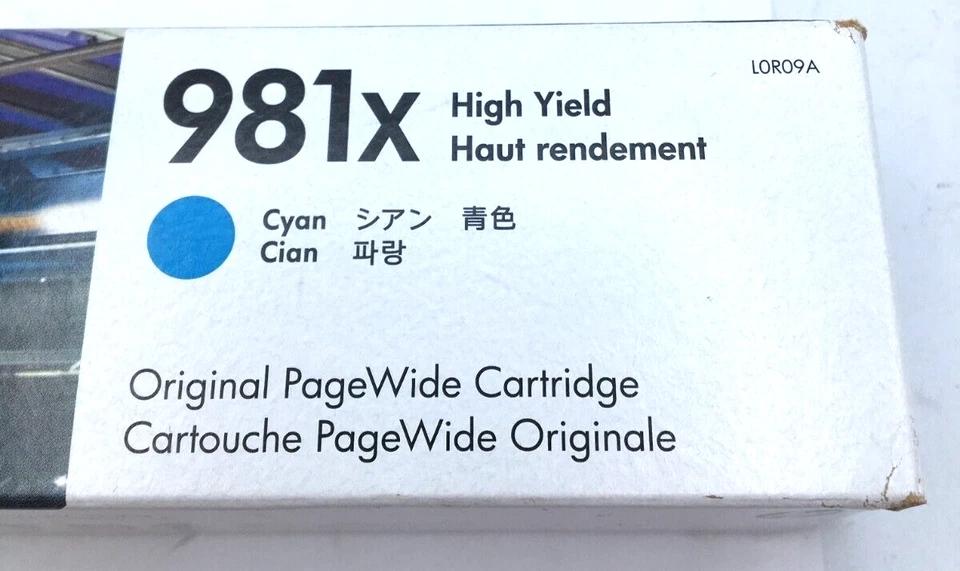 L0R09A
981x High Yield
Haut rendement
Cyan シアン 青色
Cian 파랑
Original PageWide Cartridge
Cartouche PageWide Originale